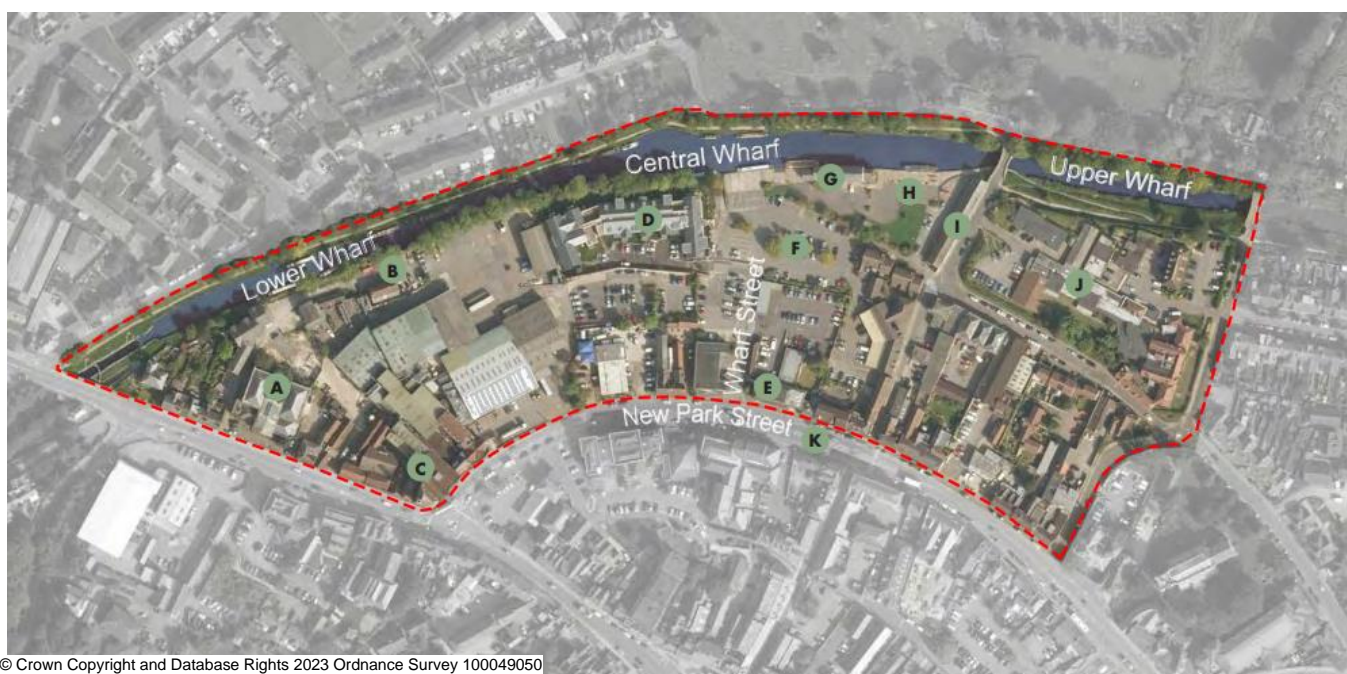 Central Wharf
Upper Wharf
G
H
D
I
F
Lower Wharf
B
J
Wharf Street
A
E
New Park Street
K
C
© Crown Copyright and Database Rights 2023 Ordnance Survey 100049050